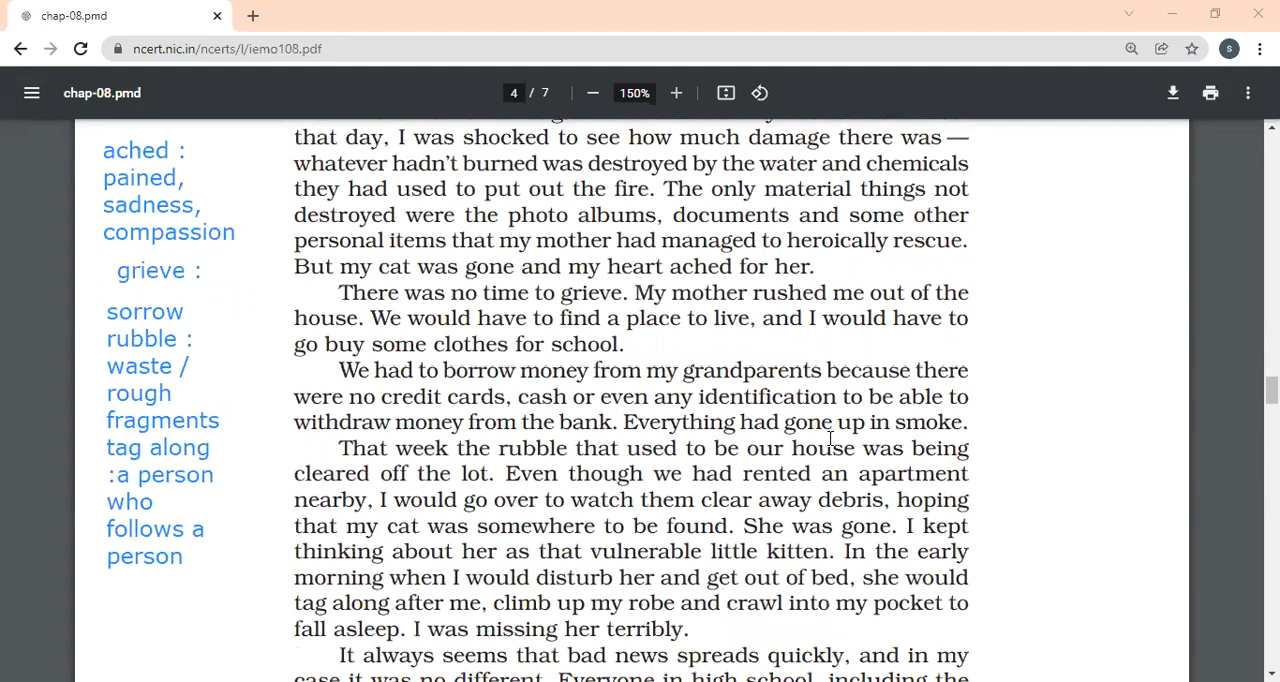 chap-08.pmd
ncert.nic.in/ncerts/l/iemo108.pdf
S
chap-08.pmd
4 / 7
150%
ached :
pained,
sadness,
compassion
grieve :
sorrow
rubble :
waste /
rough
fragments
tag along
:a person
who
follows a
person
that day, I was shocked to see how much damage there was —
whatever hadn't burned was destroyed by the water and chemicals
they had used to put out the fire. The only material things not
destroyed were the photo albums, documents and some other
personal items that my mother had managed to heroically rescue.
But my cat was gone and my heart ached for her.
There was no time to grieve. My mother rushed me out of the
house. We would have to find a place to live, and I would have to
go buy some clothes for school.
We had to borrow money from my grandparents because there
were no credit cards, cash or even any identification to be able to
withdraw money from the bank. Everything had gone up in smoke.
That week the rubble that used to be our house was being
cleared off the lot. Even though we had rented an apartment
nearby, I would go over to watch them clear away debris, hoping
that my cat was somewhere to be found. She was gone. I kept
thinking about her as that vulnerable little kitten. In the early
morning when I would disturb her and get out of bed, she would
tag along after me, climb up my robe and crawl into my pocket to
fall asleep. I was missing her terribly.
It always seems that bad news spreads quickly, and in my
case it was no different. Everyone in high school, including the